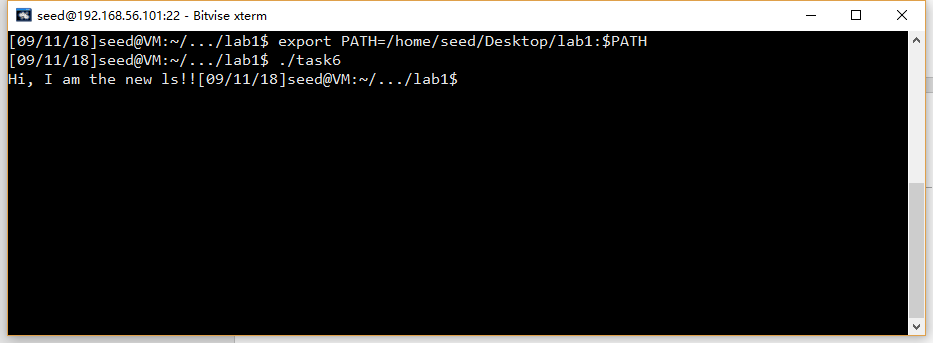 seed@192.168.56.101:22 - Bitvise xterm
[09/11/18]seed@VM:~/.../lab1$ export PATH=/home/seed/Desktop/lab1:$PATH
[09/11/18]seed@VM:~/.../lab1$ ./task6
Hi, I am the new ls!![09/11/18]seed@VM:~/.../lab1$